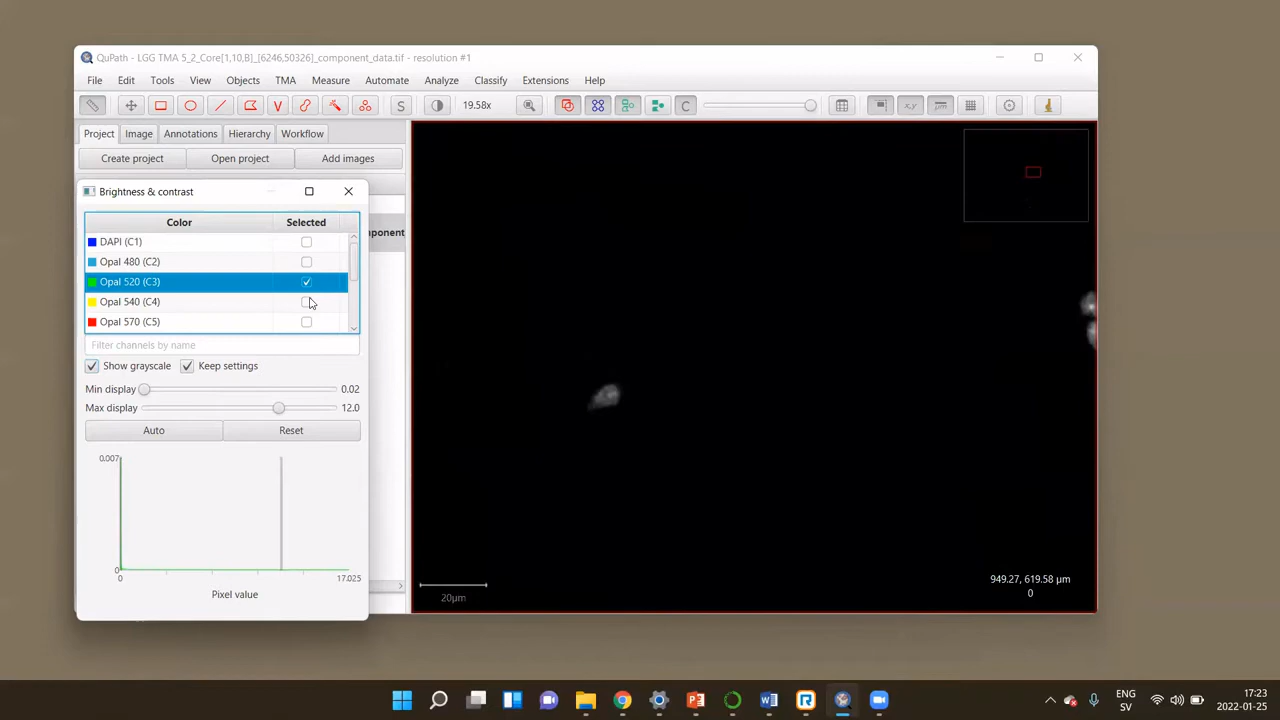 QuPath - LGG TMA 5_2_Core[1,10,B]_[6246,50326]_component_data.tif - resolution #1
File Edit Tools View Objects TMA Measure Automate Analyze Classify Extensions Help
V S 19.58x C x,y μm
Project Image Annotations Hierarchy Workflow
Create project Open project Add images
Brightness & contrast
Color Selected
DAPI (C1)
Opal 480 (C2)
Opal 520 (C3)
Opal 540 (C4)
Opal 570 (C5)
ponent
Filter channels by name
Show grayscale Keep settings
Min display 0.02
Max display 12.0
Auto Reset
0.007
0
0 17.025
Pixel value
20μm
949.27, 619.58 μm
0
ENG
SV
17:23
2022-01-25